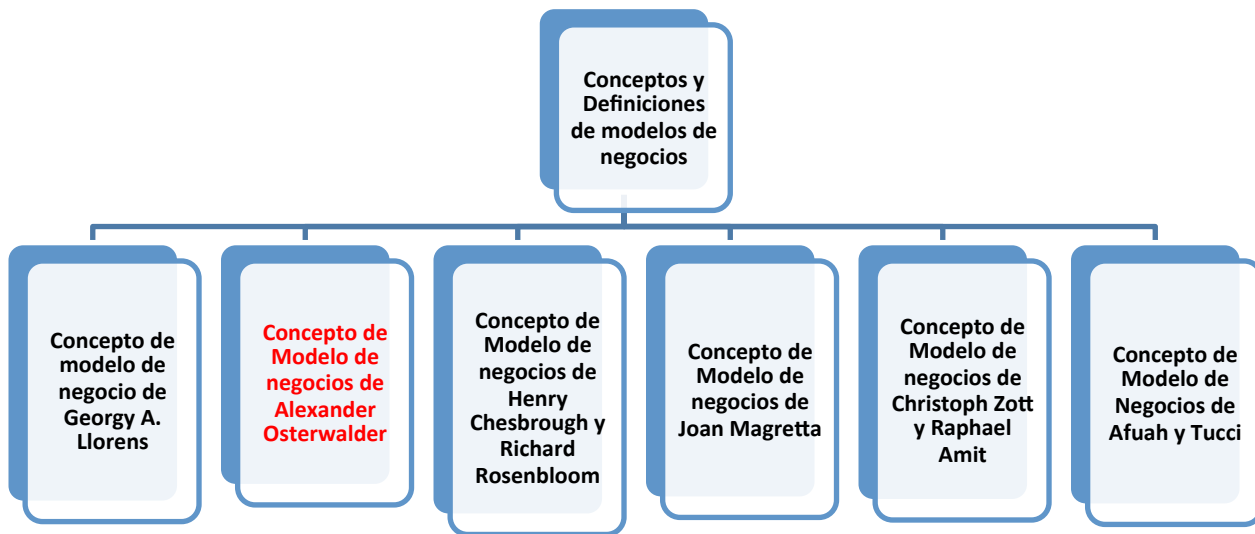 Conceptos y
Definiciones
de modelos de
negocios
Concepto de
modelo de
negocio de
Georgy A.
Llorens
Concepto de
Modelo de
negocios de
Alexander
Osterwalder
Concepto de
Modelo de
negocios de
Henry
Chesbrough y
Richard
Rosenbloom
Concepto de
Modelo de
negocios de
Joan Magretta
Concepto de
Modelo de
negocios de
Christoph Zott
y Raphael
Amit
Concepto de
Modelo de
Negocios de
Afuah y Tucci